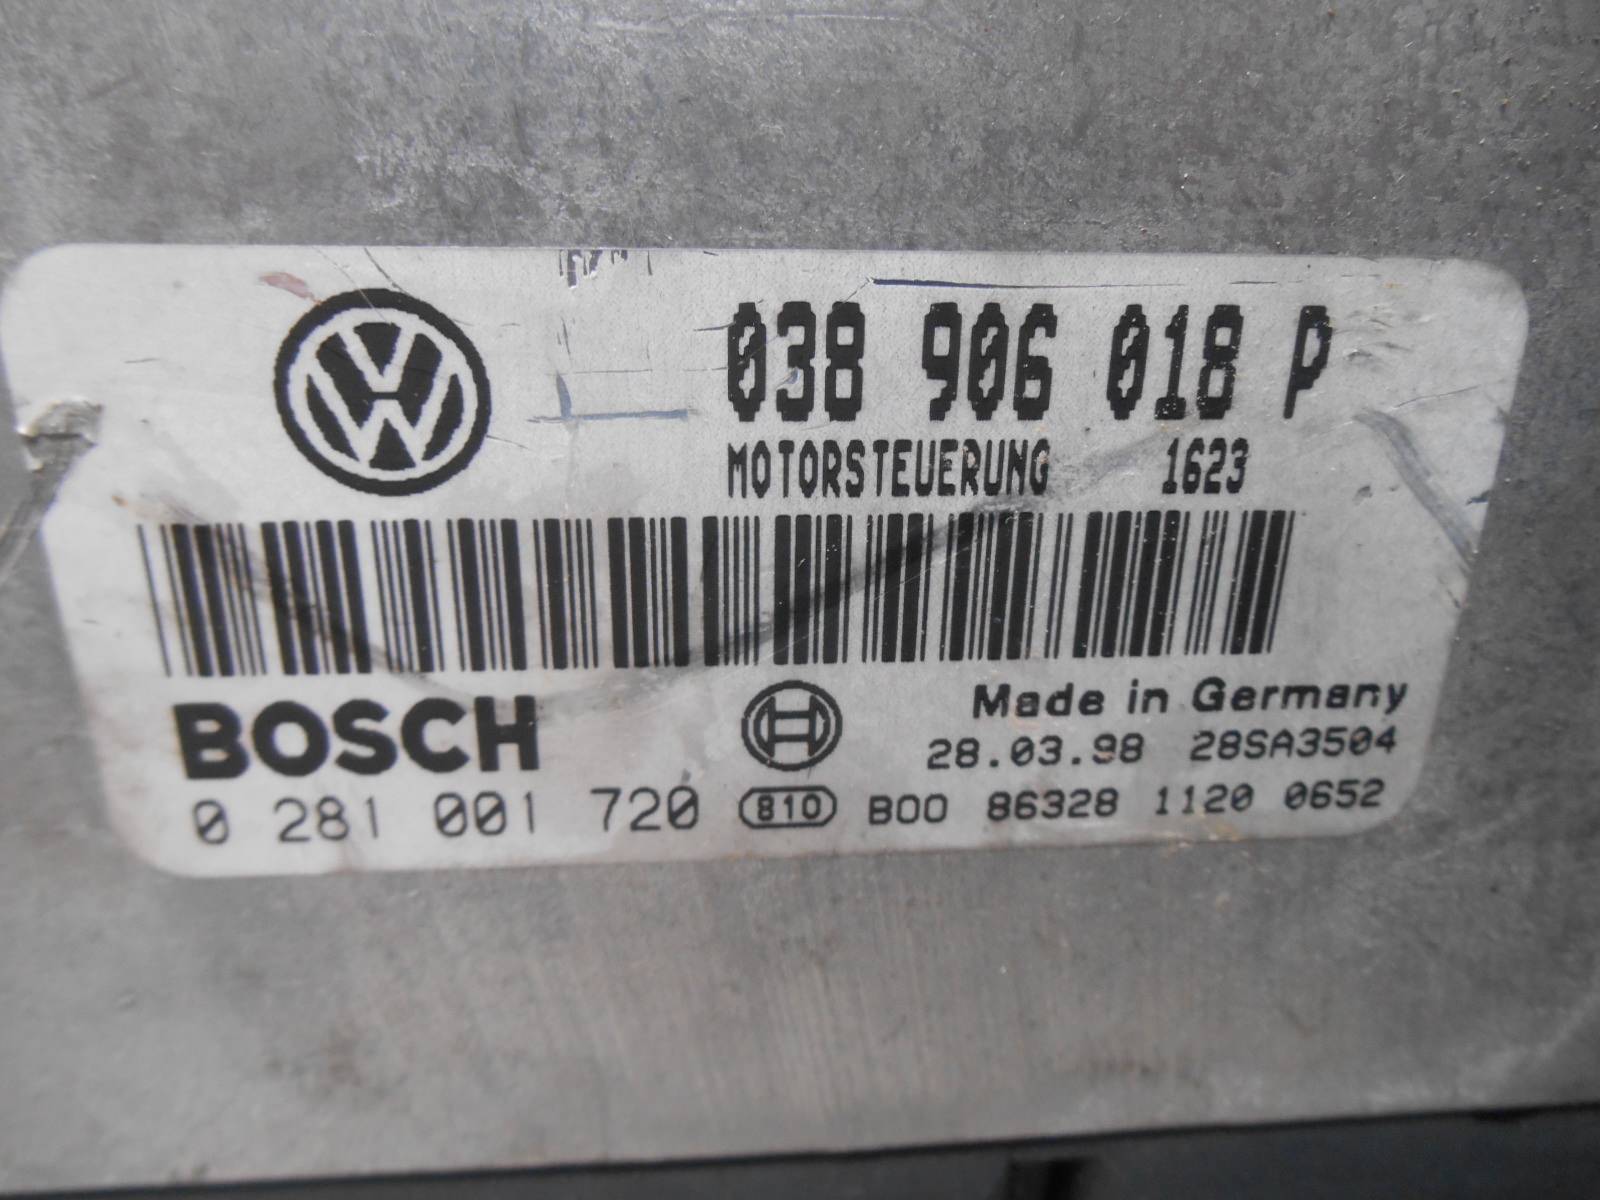 038 906 018 P
MOTORSTEUERUNG 1623
BOSCH
Made in Germany
28.03.98 28SA3504
0 281 001 720 810 B00 86328 1120 0652